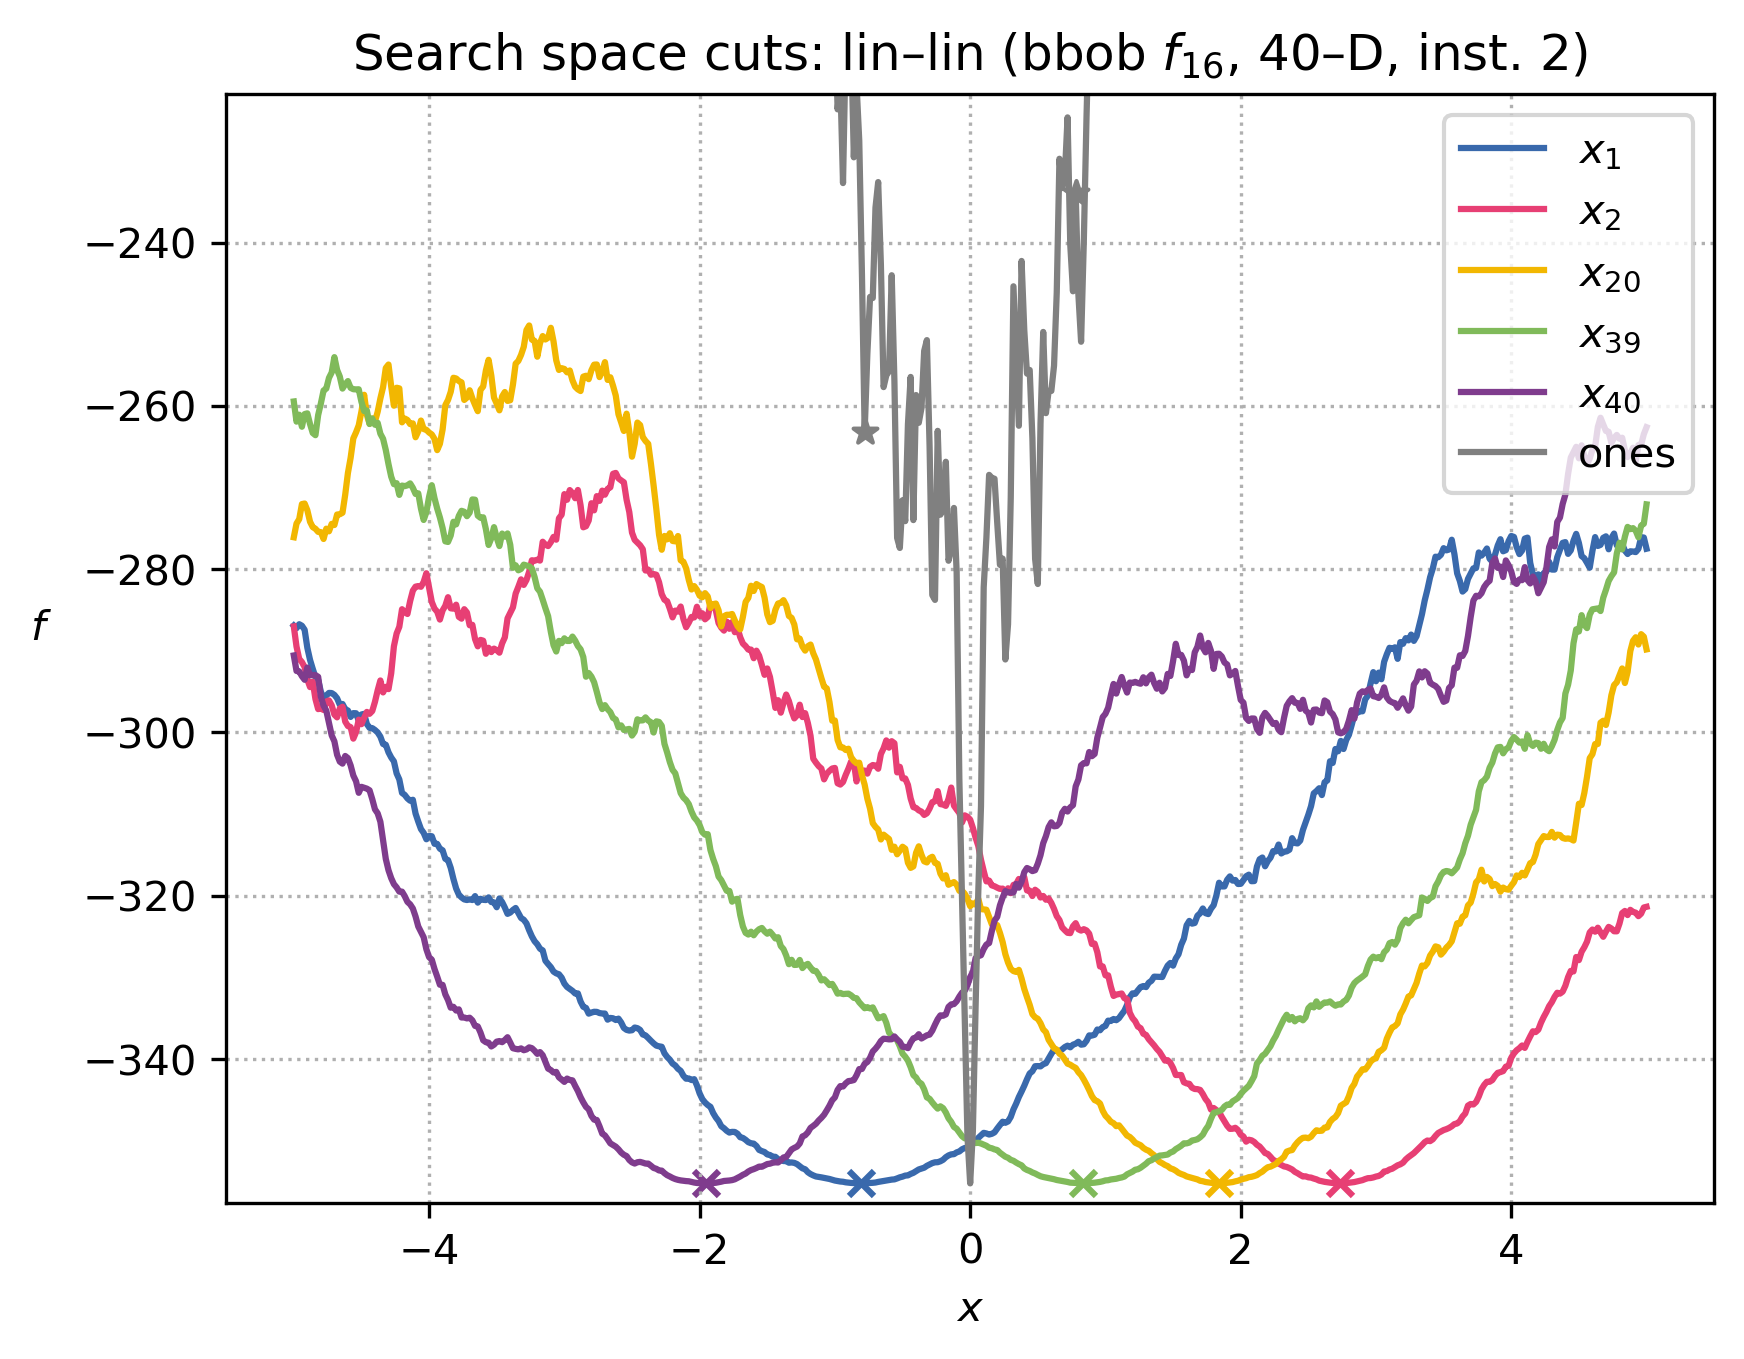 Search space cuts: lin–lin (bbob f16, 40–D, inst. 2)
x1
x2
x20
x39
x40
ones
−240
−260
−280
−300
−320
−340
f
−4
−2
0
2
4
x